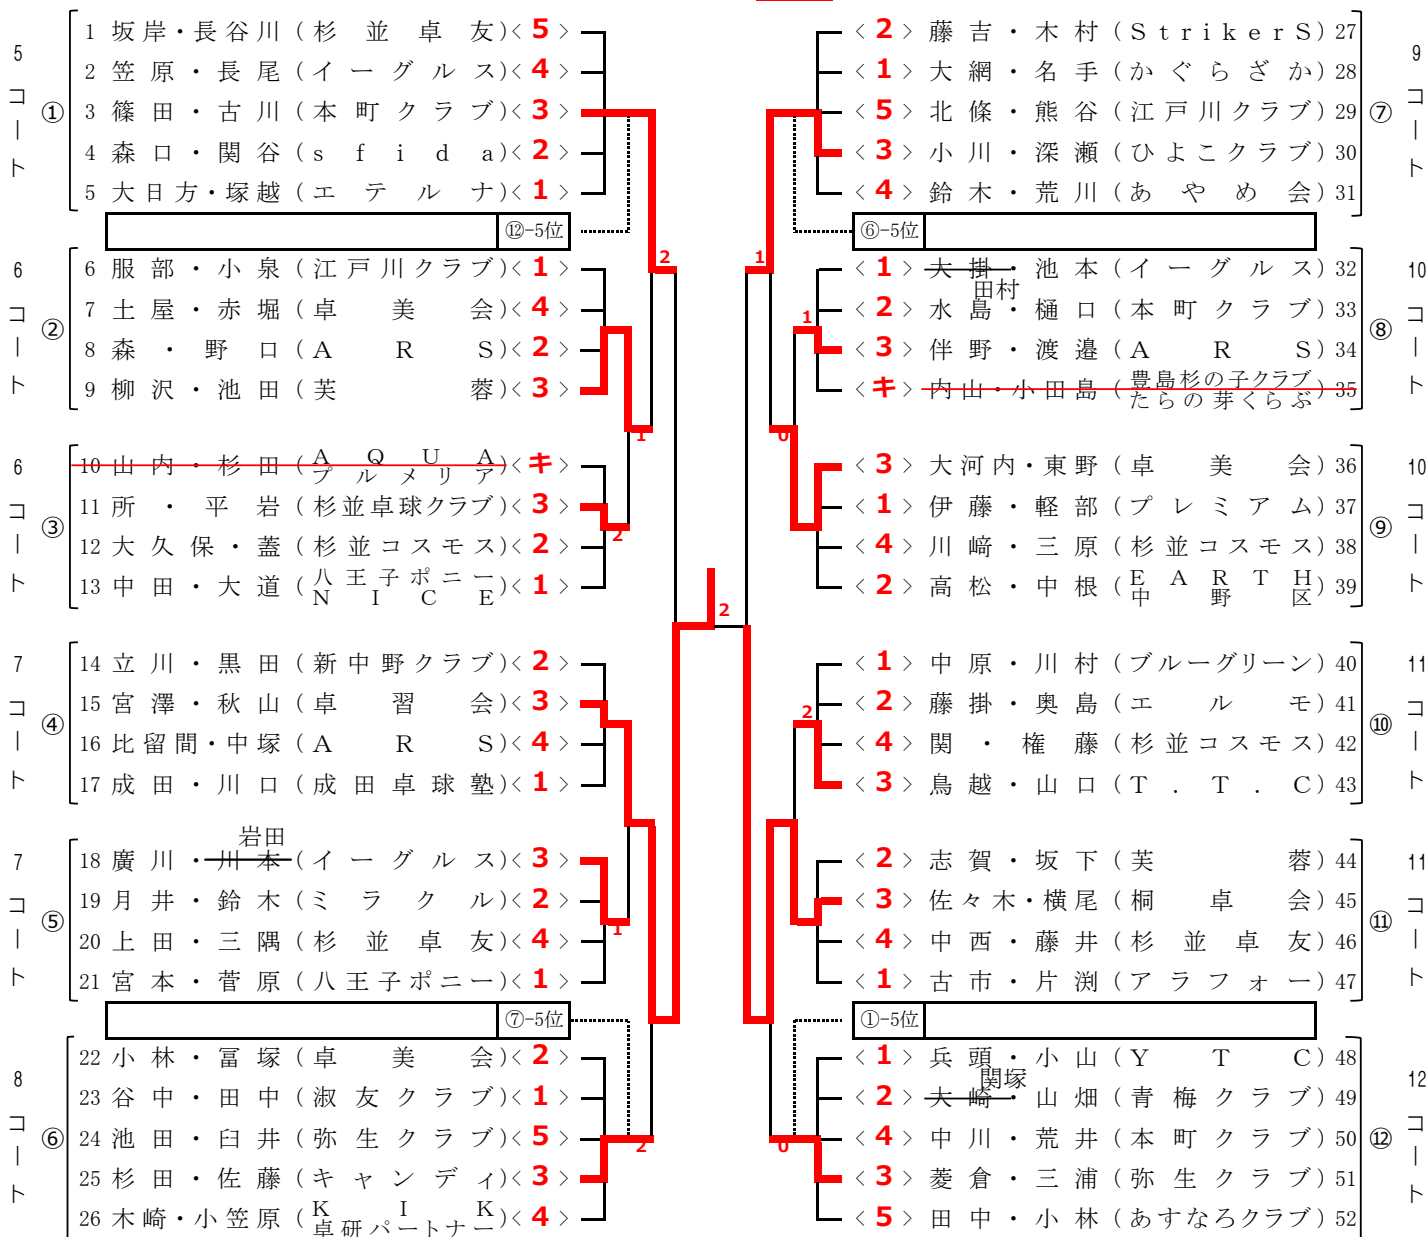 5コート
①
1 坂岸・長谷川（杉並卓友）＜5＞
2 笠原・長尾（イーグルス）＜4＞
3 篠田・古川（本町クラブ）＜3＞
4 森口・関谷（sfida）＜2＞
5 大日方・塚越（エテルナ）＜1＞
⑫-5位
6コート
②
6 服部・小泉（江戸川クラブ）＜1＞
7 土屋・赤堀（卓美会）＜4＞
8 森・野口（ARS）＜2＞
9 柳沢・池田（芙蓉）＜3＞
6コート
③
10 山内・杉田（AQUA プルメリア）＜キ＞
11 所・平岩（杉並卓球クラブ）＜3＞
12 大久保・蓋（杉並コスモス）＜2＞
13 中田・大道（八王子ポニー NICE）＜1＞
7コート
④
14 立川・黒田（新中野クラブ）＜2＞
15 宮澤・秋山（卓習会）＜3＞
16 比留間・中塚（ARS）＜4＞
17 成田・川口（成田卓球塾）＜1＞
7コート
⑤
岩田
18 廣川・川本（イーグルス）＜3＞
19 月井・鈴木（ミラクル）＜2＞
20 上田・三隅（杉並卓友）＜4＞
21 宮本・菅原（八王子ポニー）＜1＞
⑦-5位
8コート
⑥
22 小林・冨塚（卓美会）＜2＞
23 谷中・田中（淑友クラブ）＜1＞
24 池田・臼井（弥生クラブ）＜5＞
25 杉田・佐藤（キャンディ）＜3＞
26 木崎・小笠原（KIK 卓研パートナー）＜4＞
2
1
2
1
2
2
1
1
0
2
0
＜2＞藤吉・木村（StrikerS）27
＜1＞大網・名手（かぐらざか）28
＜5＞北條・熊谷（江戸川クラブ）29
＜3＞小川・深瀬（ひよこクラブ）30
＜4＞鈴木・荒川（あやめ会）31
⑦
9コート
⑥-5位
＜1＞大掛・池本（イーグルス）32
田村
＜2＞水島・樋口（本町クラブ）33
＜3＞伴野・渡邉（ARS）34
＜キ＞内山・小田島（豊島杉の子クラブ たらの芽くらぶ）35
⑧
10コート
＜3＞大河内・東野（卓美会）36
＜1＞伊藤・軽部（プレミアム）37
＜4＞川﨑・三原（杉並コスモス）38
＜2＞高松・中根（EARTH 中野区）39
⑨
10コート
＜1＞中原・川村（ブルーグリーン）40
＜2＞藤掛・奥島（エルモ）41
＜4＞関・権藤（杉並コスモス）42
＜3＞鳥越・山口（T．T．C）43
⑩
11コート
＜2＞志賀・坂下（芙蓉）44
＜3＞佐々木・横尾（桐卓会）45
＜4＞中西・藤井（杉並卓友）46
＜1＞古市・片渕（アラフォー）47
⑪
11コート
①-5位
＜1＞兵頭・小山（YTC）48
関塚
＜2＞大崎・山畑（青梅クラブ）49
＜4＞中川・荒井（本町クラブ）50
＜3＞菱倉・三浦（弥生クラブ）51
＜5＞田中・小林（あすなろクラブ）52
⑫
12コート